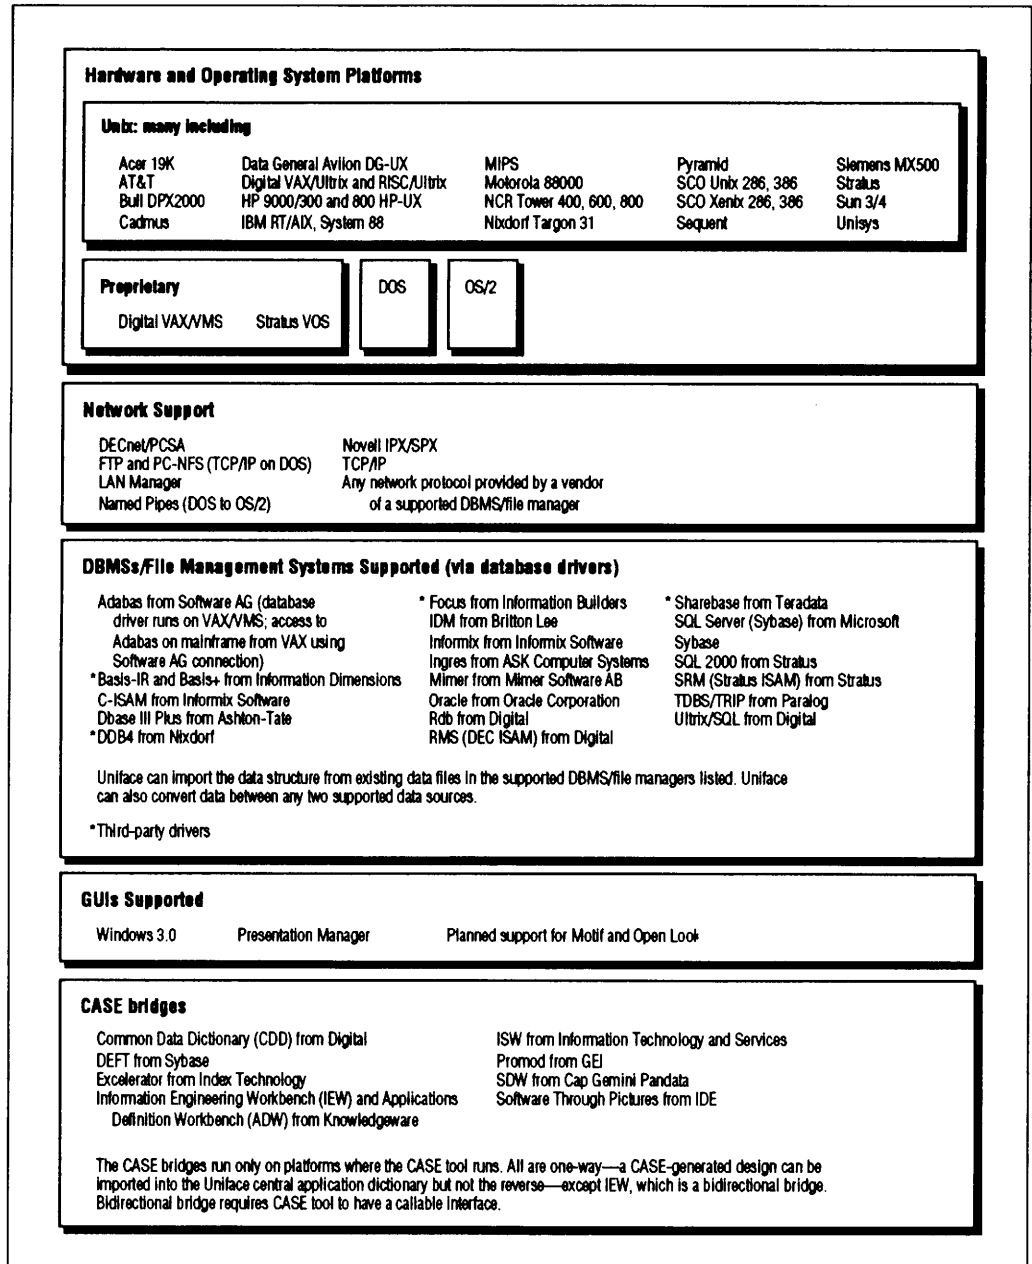 Hardware and Operating System Platforms
Unix: many including
Acer 19K
AT&T
Bull DPX2000
Cadmus
Data General Aviion DG-UX
Digital VAX/Ultrix and RISC/Ultrix
HP 9000/300 and 800 HP-UX
IBM RT/AIX, System 88
MIPS
Motorola 88000
NCR Tower 400, 600, 800
Nixdorf Targon 31
Pyramid
SCO Unix 286, 386
SCO Xenix 286, 386
Sequent
Siemens MX500
Stratus
Sun 3/4
Unisys
Proprietary
Digital VAX/VMS Stratus VOS
DOS
OS/2
Network Support
DECnet/PCSA
FTP and PC-NFS (TCP/IP on DOS)
LAN Manager
Named Pipes (DOS to OS/2)
Novell IPX/SPX
TCP/IP
Any network protocol provided by a vendor
of a supported DBMS/file manager
DBMSs/File Management Systems Supported (via database drivers)
Adabas from Software AG (database
driver runs on VAX/VMS; access to
Adabas on mainframe from VAX using
Software AG connection)
*Basis-IR and Basis+ from Information Dimensions
C-ISAM from Informix Software
Dbase III Plus from Ashton-Tate
*DDB4 from Nixdorf
* Focus from Information Builders
IDM from Britton Lee
Informix from Informix Software
Ingres from ASK Computer Systems
Mimer from Mimer Software AB
Oracle from Oracle Corporation
Rdb from Digital
RMS (DEC ISAM) from Digital
* Sharebase from Teradata
SQL Server (Sybase) from Microsoft
Sybase
SQL 2000 from Stratus
SRM (Stratus ISAM) from Stratus
TDBS/TRIP from Paralog
Ultrix/SQL from Digital
Uniface can import the data structure from existing data files in the supported DBMS/file managers listed. Uniface
can also convert data between any two supported data sources.
*Third-party drivers
GUIs Supported
Windows 3.0 Presentation Manager Planned support for Motif and Open Look
CASE bridges
Common Data Dictionary (CDD) from Digital
DEFT from Sybase
Excelerator from Index Technology
Information Engineering Workbench (IEW) and Applications
Definition Workbench (ADW) from Knowledgeware
ISW from Information Technology and Services
Promod from GEI
SDW from Cap Gemini Pandata
Software Through Pictures from IDE
The CASE bridges run only on platforms where the CASE tool runs. All are one-way—a CASE-generated design can be
imported into the Uniface central application dictionary but not the reverse—except IEW, which is a bidirectional bridge.
Bidirectional bridge requires CASE tool to have a callable interface.